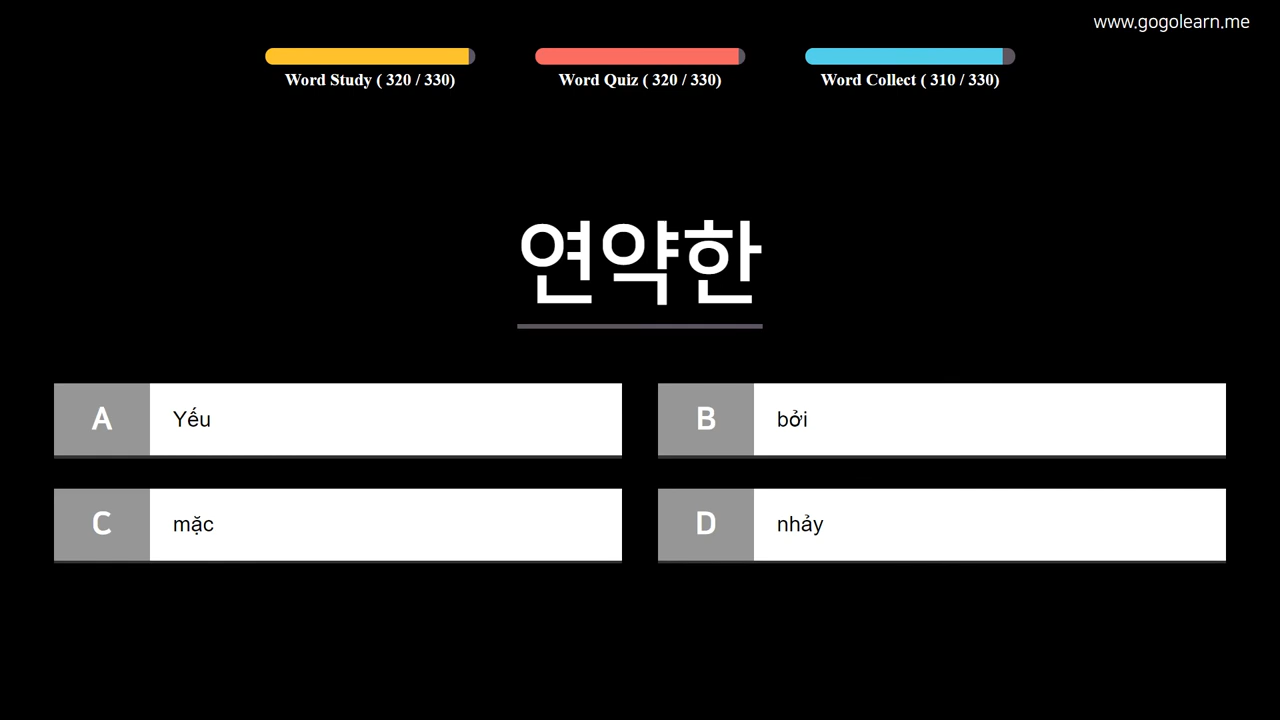 www.gogolearn.me
Word Study ( 320 / 330)
Word Quiz ( 320 / 330)
Word Collect ( 310 / 330)
연약한
A Yếu
B bởi
C mặc
D nhảy